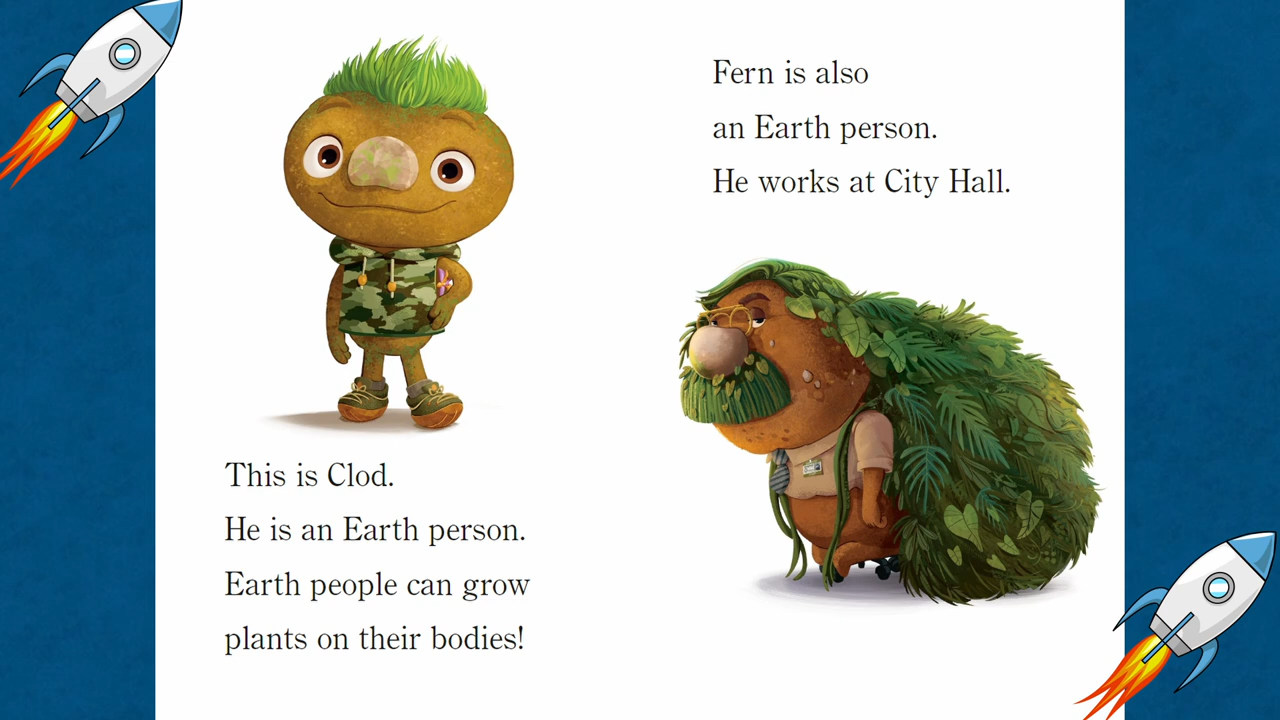 This is Clod.
He is an Earth person.
Earth people can grow
plants on their bodies!
Fern is also
an Earth person.
He works at City Hall.